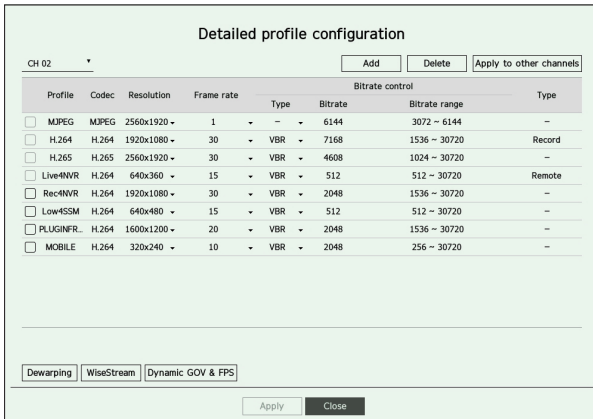 Detailed profile configuration
CH 02
Add Delete Apply to other channels
Profile Codec Resolution Frame rate Bitrate control Type
Type Bitrate Bitrate range
MJPEG MJPEG 2560x1920 1 – 6144 3072 ~ 6144 –
H.264 H.264 1920x1080 30 VBR 7168 1536 ~ 30720 Record
H.265 H.265 2560x1920 30 VBR 4608 1024 ~ 30720 –
Live4NVR H.264 640x360 15 VBR 512 512 ~ 30720 Remote
Rec4NVR H.264 1920x1080 30 VBR 2048 1536 ~ 30720 –
Low4SSM H.264 640x480 15 VBR 512 512 ~ 30720 –
PLUGINFR... H.264 1600x1200 20 VBR 2048 1536 ~ 30720 –
MOBILE H.264 320x240 10 VBR 2048 256 ~ 30720 –
Dewarping WiseStream Dynamic GOV & FPS
Apply Close